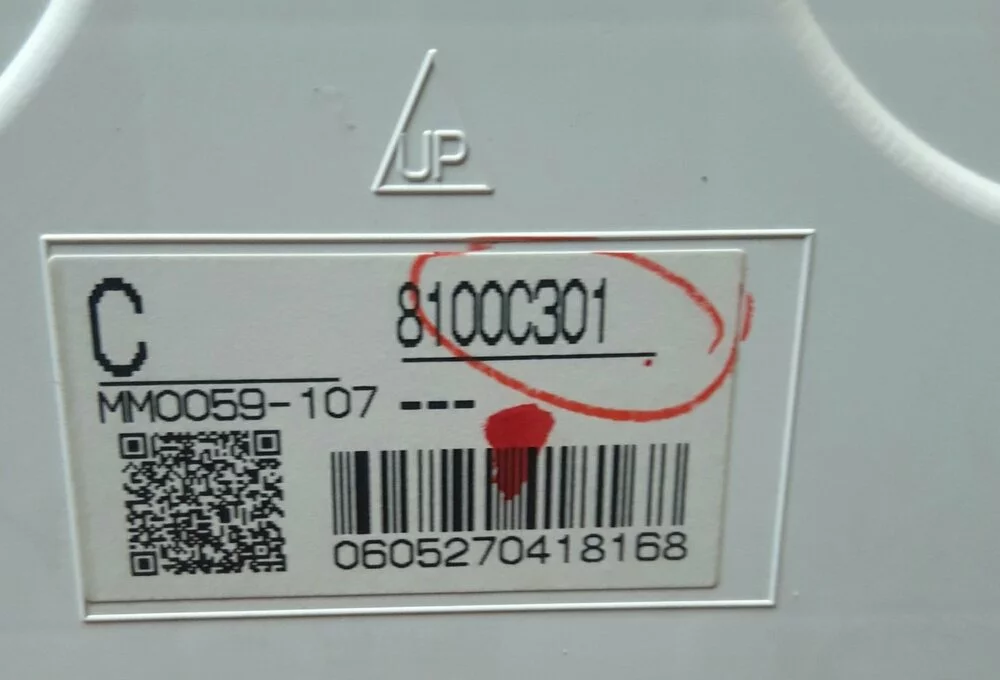 UP
C 8100C301
MM0059-107 ---
0605270418168